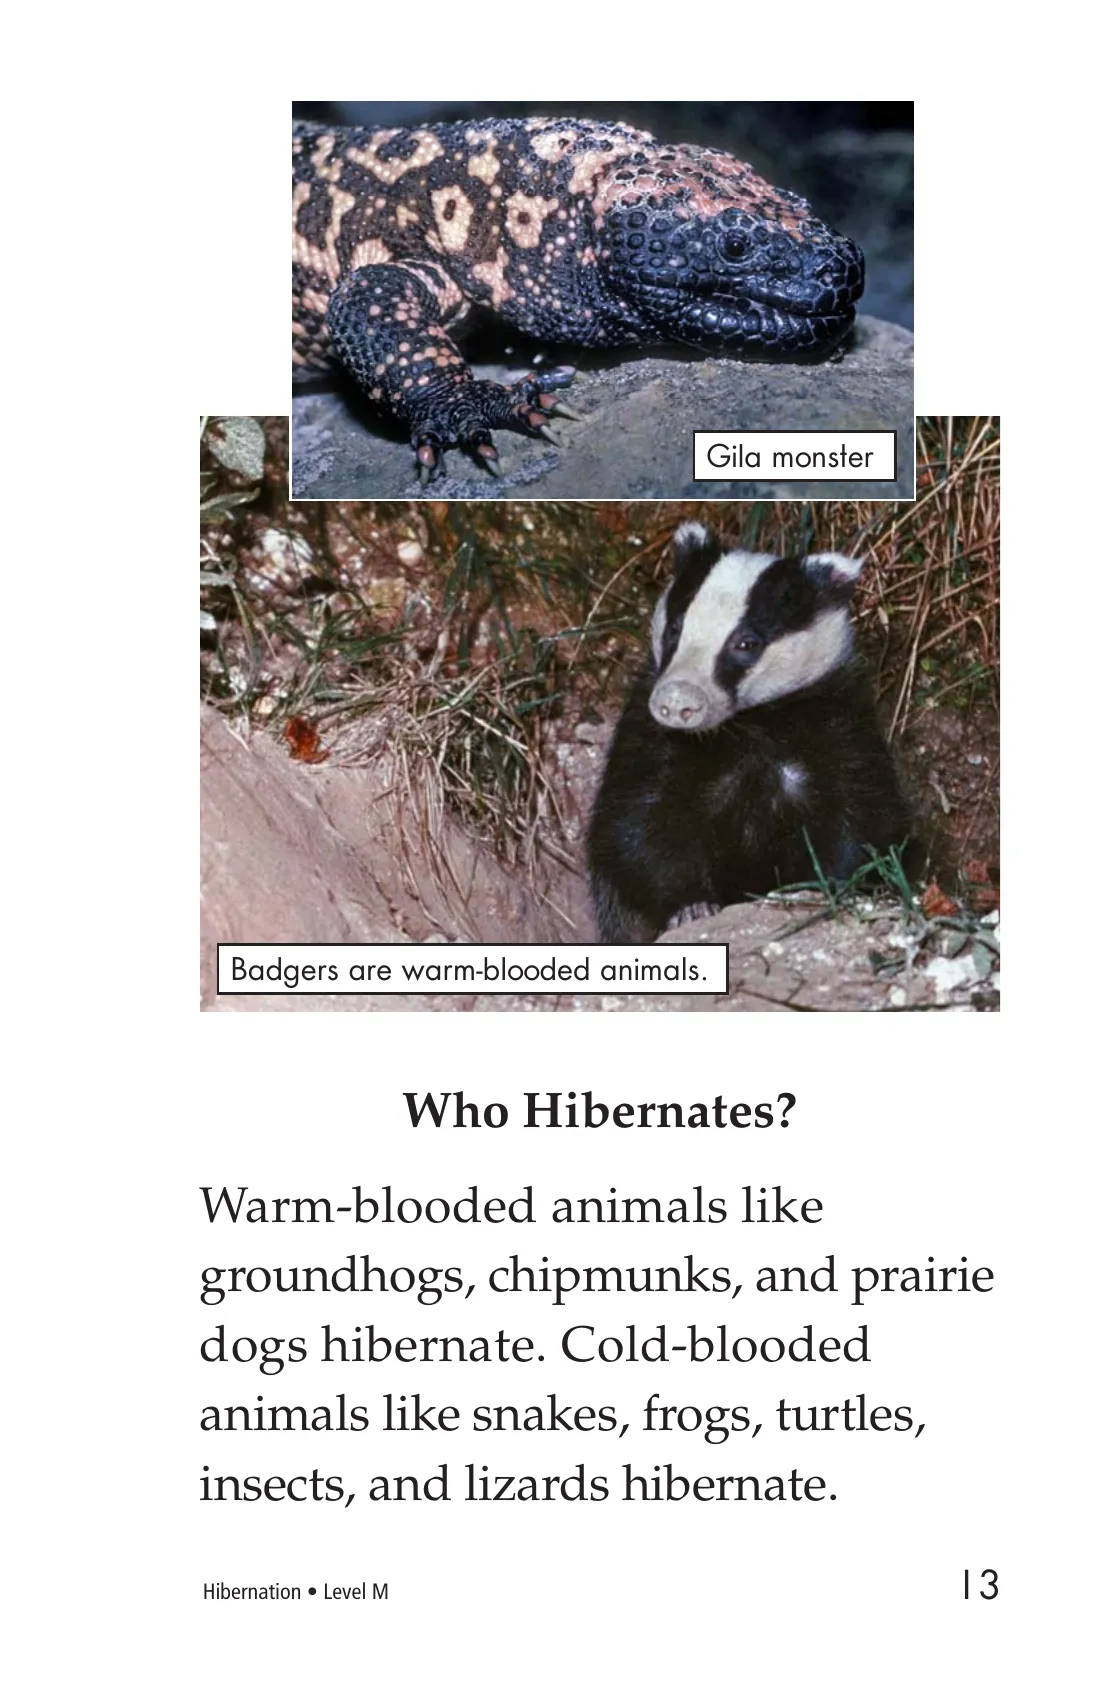 Gila monster
Badgers are warm-blooded animals.
Who Hibernates?
Warm-blooded animals like
groundhogs, chipmunks, and prairie
dogs hibernate. Cold-blooded
animals like snakes, frogs, turtles,
insects, and lizards hibernate.
Hibernation • Level M
13